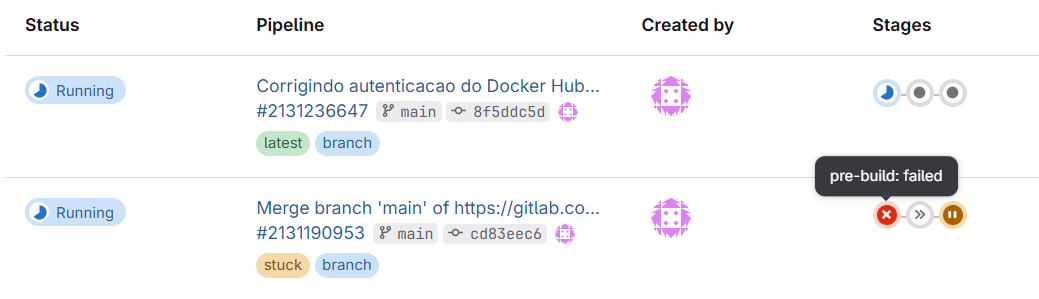 Status Pipeline Created by Stages
Running
Corrigindo autenticacao do Docker Hub...
#2131236647 main 8f5ddc5d
latest branch
pre-build: failed
Running
Merge branch 'main' of https://gitlab.co...
#2131190953 main cd83eec6
stuck branch